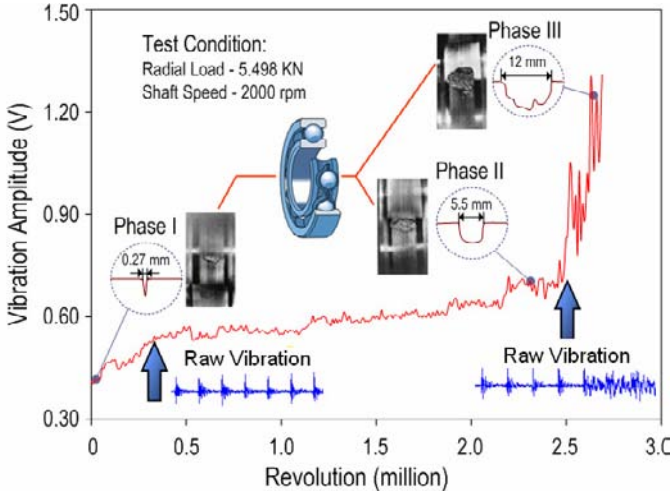 Test Condition:
Radial Load - 5.498 KN
Shaft Speed - 2000 rpm
Phase III
12 mm
Phase II
5.5 mm
Phase I
0.27 mm
Raw Vibration
Raw Vibration
Vibration Amplitude (V)
1.50
1.20
0.90
0.60
0.30
0 0.5 1.0 1.5 2.0 2.5 3.0
Revolution (million)